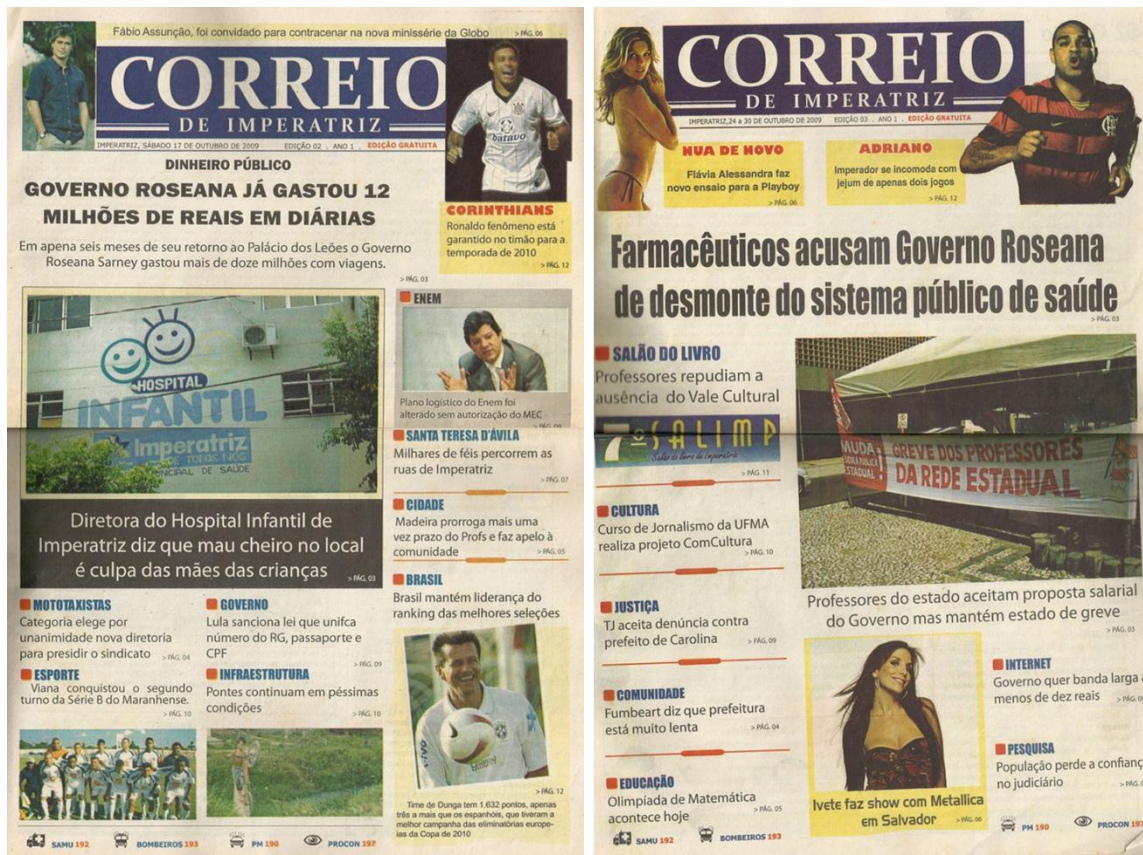 Fábio Assunção, foi convidado para contracenar na nova minissérie da Globo
> PÁG. 06
CORREIO
DE IMPERATRIZ
IMPERATRIZ, SÁBADO 17 DE OUTUBRO DE 2009 EDIÇÃO 02 . ANO 1 . EDIÇÃO GRATUITA
batavo
DINHEIRO PÚBLICO
GOVERNO ROSEANA JÁ GASTOU 12
MILHÕES DE REAIS EM DIÁRIAS
Em apena seis meses de seu retorno ao Palácio dos Leões o Governo
Roseana Sarney gastou mais de doze milhões com viagens.
> PÁG. 03
CORINTHIANS
Ronaldo fenômeno está
garantido no timão para a
temporada de 2010
> PÁG. 12
HOSPITAL
INFANTIL
Imperatriz
DE TODOS NÓS
MUNICIPAL DE SAÚDE
Diretora do Hospital Infantil de
Imperatriz diz que mau cheiro no local
é culpa das mães das crianças
> PÁG. 03
ENEM
Plano logístico do Enem foi
alterado sem autorização do MEC
SANTA TERESA D'ÁVILA
Milhares de féis percorrem as
ruas de Imperatriz
> PÁG. 07
CIDADE
Madeira prorroga mais uma
vez prazo do Profs e faz apelo à
comunidade
> PÁG. 05
BRASIL
Brasil mantém liderança do
ranking das melhores seleções
VIVO
> PÁG. 12
Time de Dunga tem 1.632 pontos, apenas
três a mais que os espanhóis, que tiveram a
melhor campanha das eliminatórias europe-
ias da Copa de 2010
MOTOTAXISTAS
Categoria elege por
unanimidade nova diretoria
para presidir o sindicato
> PÁG. 04
GOVERNO
Lula sanciona lei que unifca
número do RG, passaporte e
CPF
> PÁG. 09
ESPORTE
Viana conquistou o segundo
turno da Série B do Maranhense.
> PÁG. 10
INFRAESTRUTURA
Pontes continuam em péssimas
condições
> PÁG. 10
SAMU 192 BOMBEIROS 193 PM 190 PROCON 197
CORREIO
DE IMPERATRIZ
IMPERATRIZ,24 a 30 DE OUTUBRO DE 2009 EDIÇÃO 03 . ANO 1 . EDIÇÃO GRATUITA
NUA DE NOVO
Flávia Alessandra faz
novo ensaio para a Playboy
> PÁG. 06
ADRIANO
Imperador se incomoda com
jejum de apenas dois jogos
> PÁG. 12
Farmacêuticos acusam Governo Roseana
de desmonte do sistema público de saúde
> PÁG. 03
SALÃO DO LIVRO
Professores repudiam a
ausência do Vale Cultural
7º SALIMP
Salão do livro de Imperatriz
> PÁG. 11
MUDA
ESCOLA PÚBLICA
ESTADUAL!
GREVE DOS PROFESSORES
DA REDE ESTADUAL
Professores do estado aceitam proposta salarial
do Governo mas mantém estado de greve
> PÁG. 03
CULTURA
Curso de Jornalismo da UFMA
realiza projeto ComCultura
> PÁG. 10
JUSTIÇA
TJ aceita denúncia contra
prefeito de Carolina
> PÁG. 09
COMUNIDADE
Fumbeart diz que prefeitura
está muito lenta
> PÁG. 04
EDUCAÇÃO
Olimpíada de Matemática
acontece hoje
> PÁG. 05
Ivete faz show com Metallica
em Salvador
> PÁG. 06
INTERNET
Governo quer banda larga a
menos de dez reais
PESQUISA
População perde a confianç
no judiciário
SAMU 192 BOMBEIROS 193 PM 190 PROCON 197